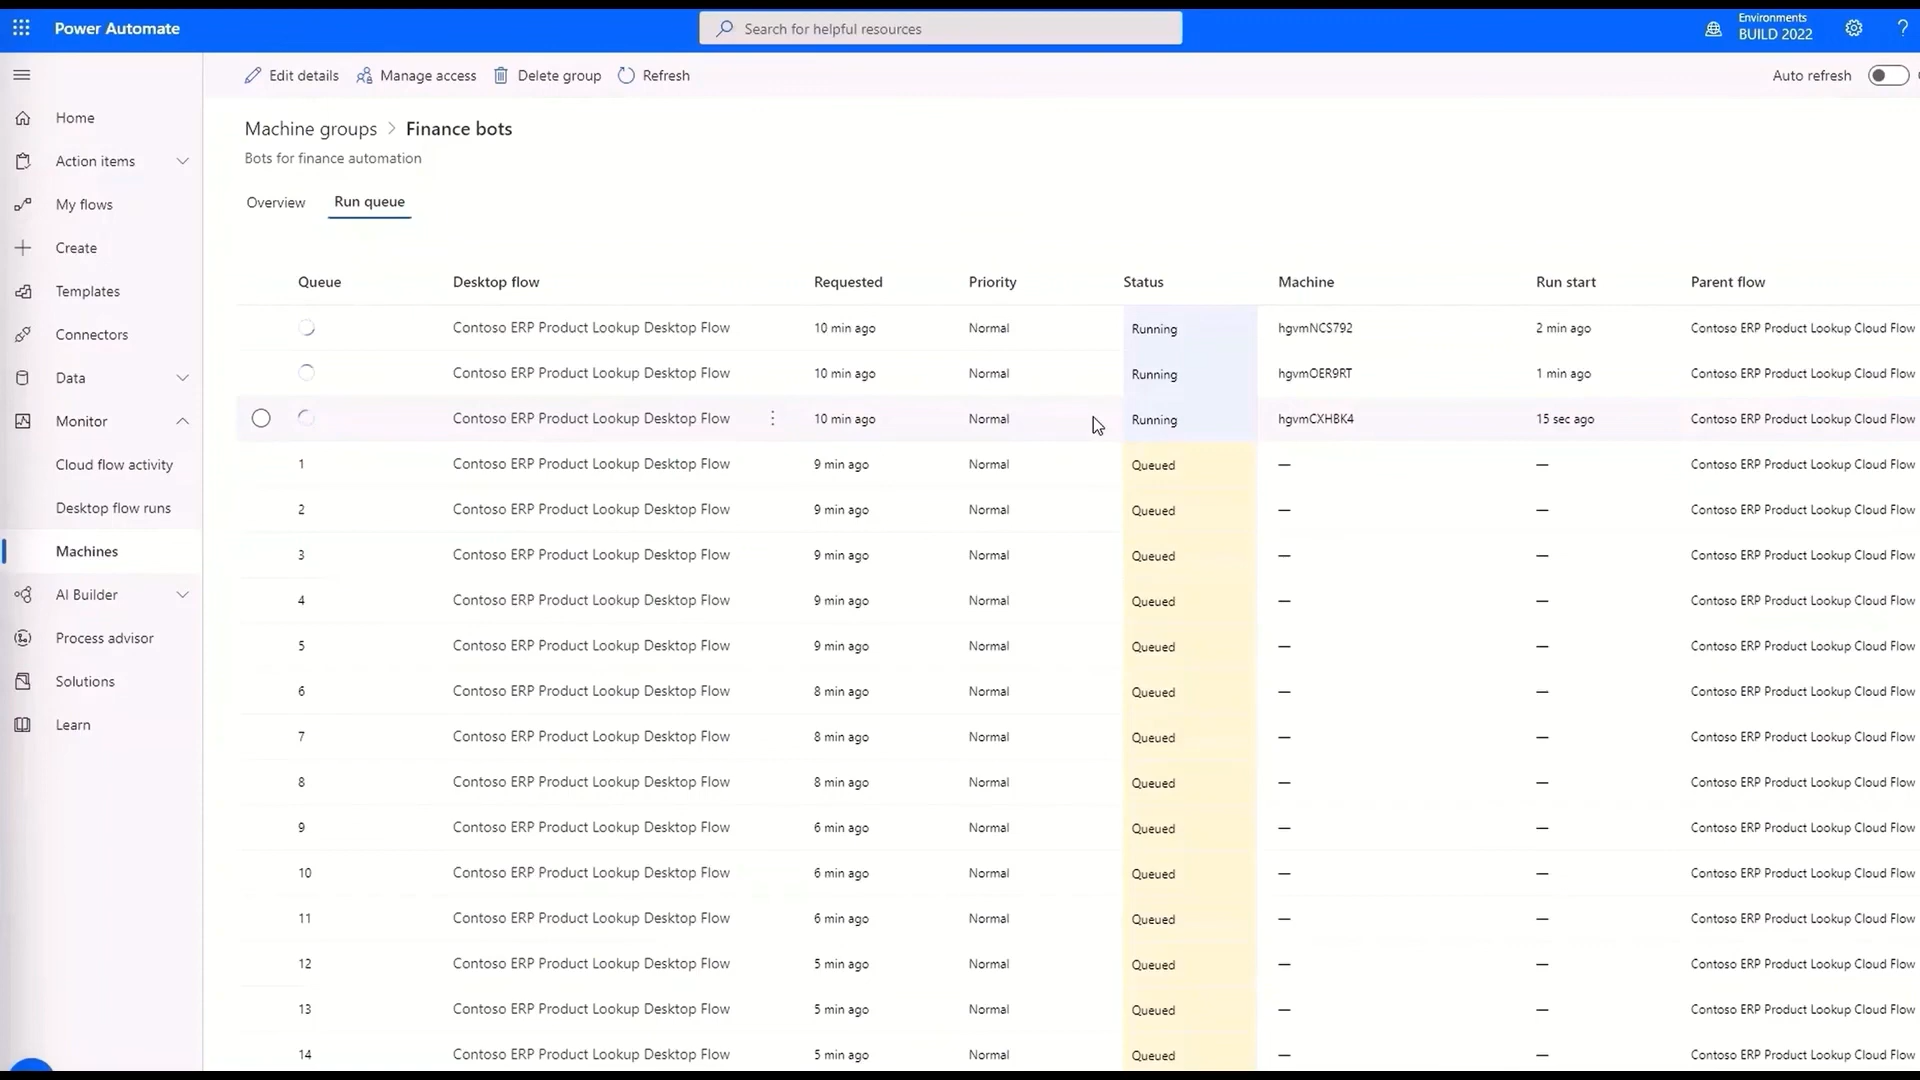 Power Automate
Search for helpful resources
Environments
BUILD 2022
?
Edit details Manage access Delete group Refresh
Auto refresh
Home
Action items
My flows
Create
Templates
Connectors
Data
Monitor
Cloud flow activity
Desktop flow runs
Machines
AI Builder
Process advisor
Solutions
Learn
Machine groups > Finance bots
Bots for finance automation
Overview Run queue
Queue Desktop flow Requested Priority Status Machine Run start Parent flow
Contoso ERP Product Lookup Desktop Flow 10 min ago Normal Running hgvmNCS792 2 min ago Contoso ERP Product Lookup Cloud Flow
Contoso ERP Product Lookup Desktop Flow 10 min ago Normal Running hgvmOER9RT 1 min ago Contoso ERP Product Lookup Cloud Flow
Contoso ERP Product Lookup Desktop Flow 10 min ago Normal Running hgvmCXHBK4 15 sec ago Contoso ERP Product Lookup Cloud Flow
1 Contoso ERP Product Lookup Desktop Flow 9 min ago Normal Queued — — Contoso ERP Product Lookup Cloud Flow
2 Contoso ERP Product Lookup Desktop Flow 9 min ago Normal Queued — — Contoso ERP Product Lookup Cloud Flow
3 Contoso ERP Product Lookup Desktop Flow 9 min ago Normal Queued — — Contoso ERP Product Lookup Cloud Flow
4 Contoso ERP Product Lookup Desktop Flow 9 min ago Normal Queued — — Contoso ERP Product Lookup Cloud Flow
5 Contoso ERP Product Lookup Desktop Flow 9 min ago Normal Queued — — Contoso ERP Product Lookup Cloud Flow
6 Contoso ERP Product Lookup Desktop Flow 8 min ago Normal Queued — — Contoso ERP Product Lookup Cloud Flow
7 Contoso ERP Product Lookup Desktop Flow 8 min ago Normal Queued — — Contoso ERP Product Lookup Cloud Flow
8 Contoso ERP Product Lookup Desktop Flow 8 min ago Normal Queued — — Contoso ERP Product Lookup Cloud Flow
9 Contoso ERP Product Lookup Desktop Flow 6 min ago Normal Queued — — Contoso ERP Product Lookup Cloud Flow
10 Contoso ERP Product Lookup Desktop Flow 6 min ago Normal Queued — — Contoso ERP Product Lookup Cloud Flow
11 Contoso ERP Product Lookup Desktop Flow 6 min ago Normal Queued — — Contoso ERP Product Lookup Cloud Flow
12 Contoso ERP Product Lookup Desktop Flow 5 min ago Normal Queued — — Contoso ERP Product Lookup Cloud Flow
13 Contoso ERP Product Lookup Desktop Flow 5 min ago Normal Queued — — Contoso ERP Product Lookup Cloud Flow
14 Contoso ERP Product Lookup Desktop Flow 5 min ago Normal Queued — — Contoso ERP Product Lookup Cloud Flow